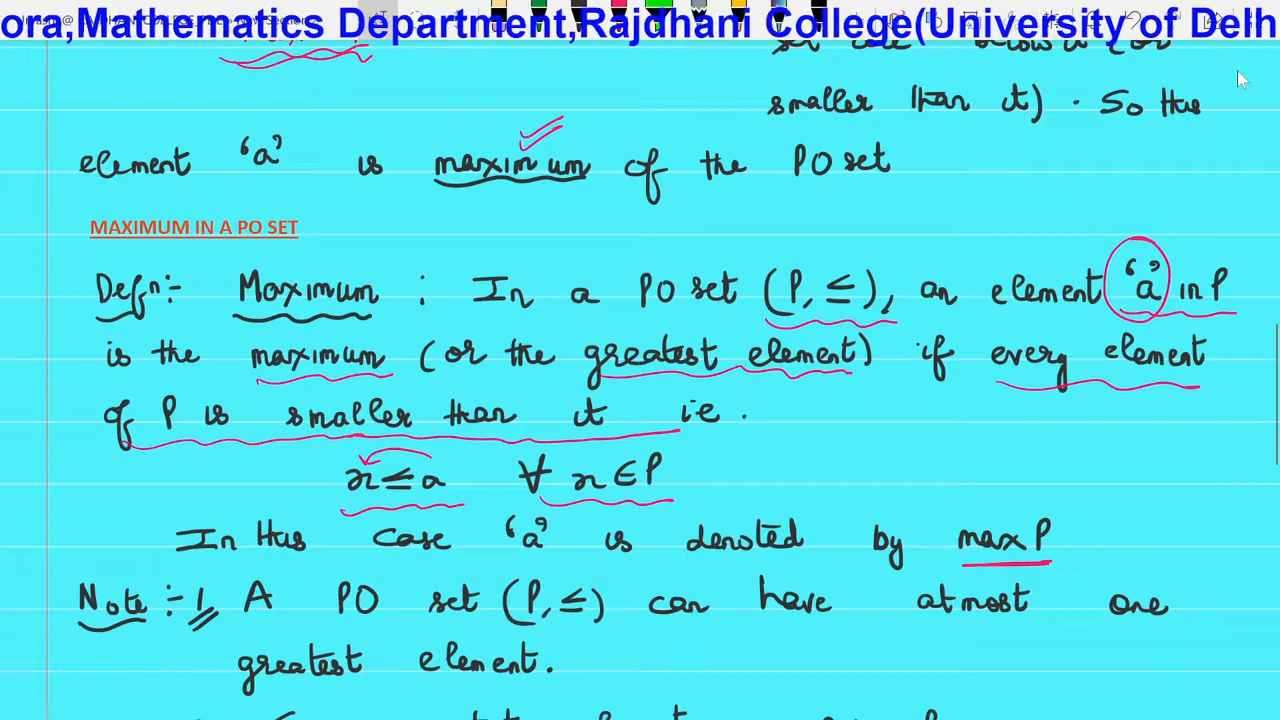 ora,Mathematics Department,Rajdhani College(University of Delh
smaller than it) . So this
element 'a' is maximum of the PO set
MAXIMUM IN A PO SET
Defn:- Maximum : In a PO set (P, ≤), an element 'a' in P
is the maximum (or the greatest element) if every element
of P is smaller than it ie.
x ≤ a ∀ x ∈ P
In this case 'a' is denoted by max P
Note :- 1, A PO set (P, ≤) can have atmost one
greatest element.